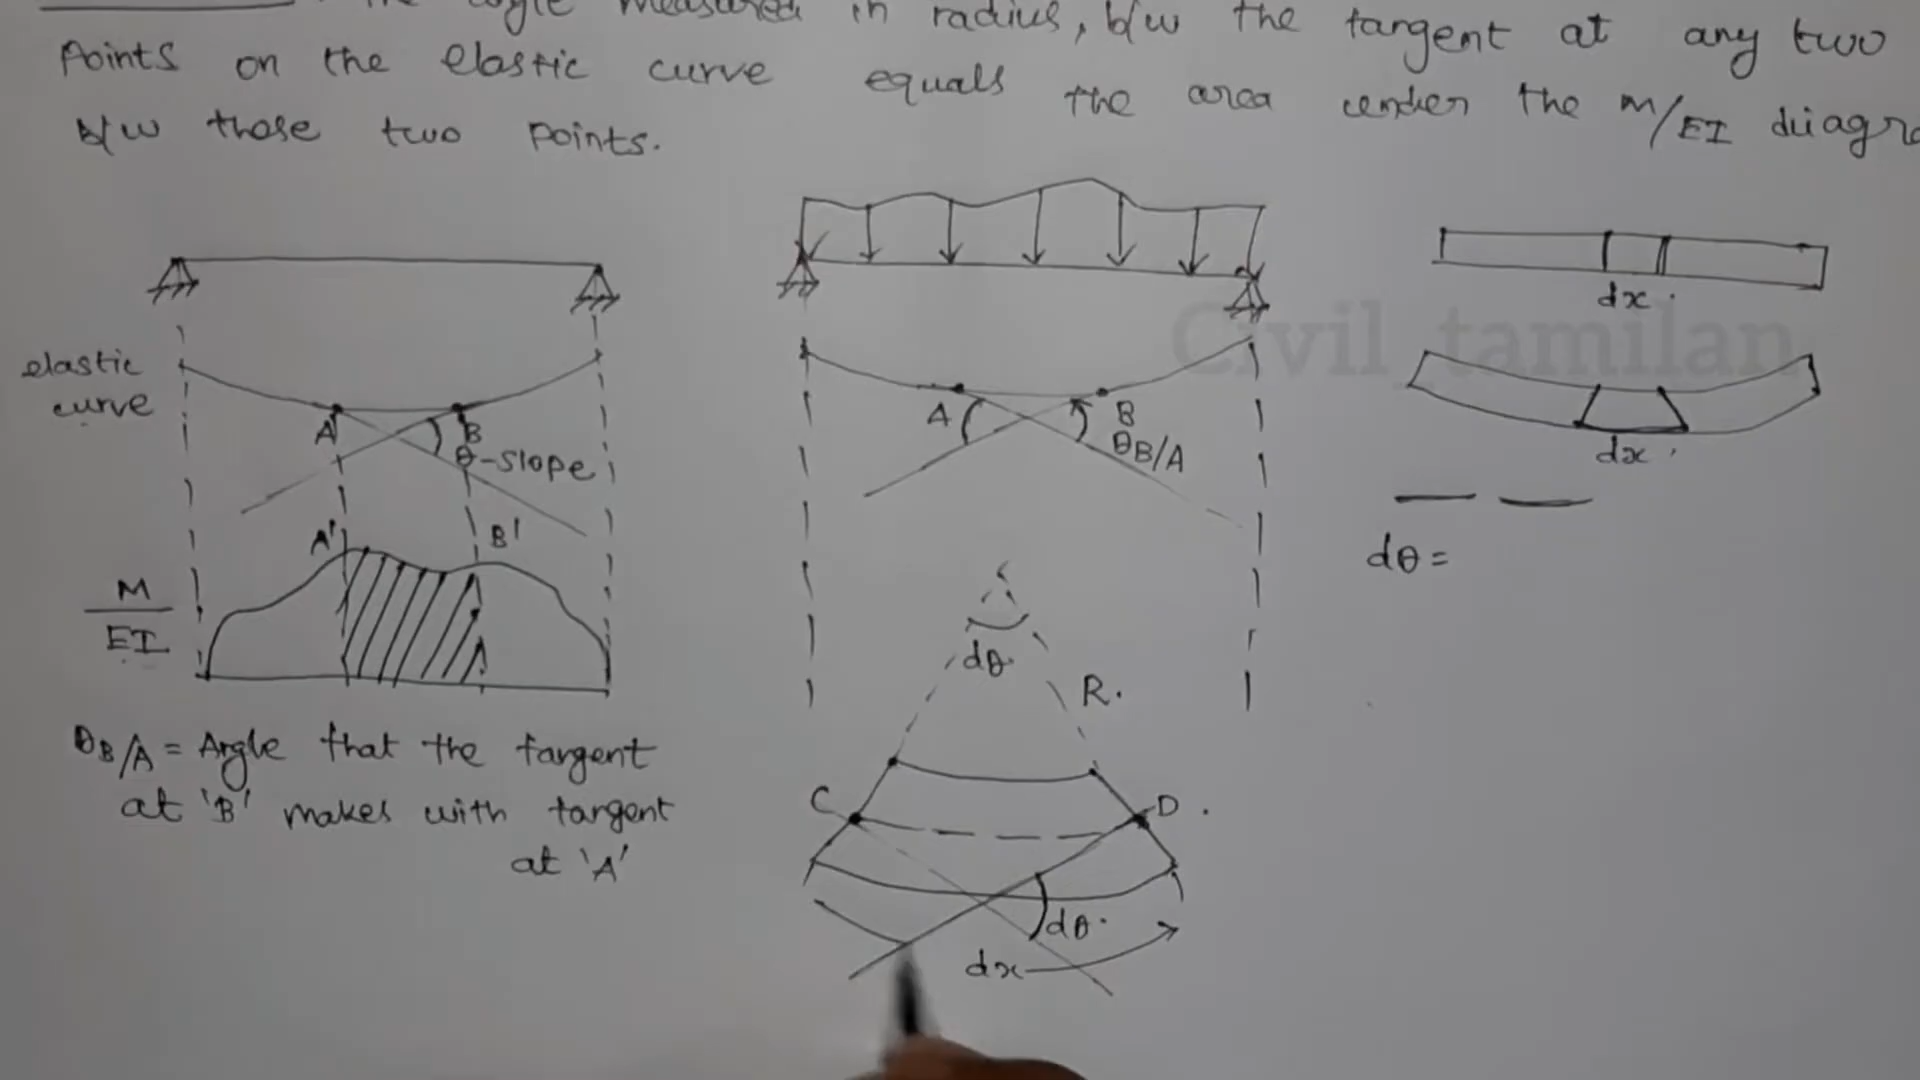 measured in radius, b/w the tangent at any two
Points on the elastic curve equals the area under the M/EI
b/w those two points.
dx.
Civil_tamilan
elastic
curve
A
B
θ-slope
A
B
θB/A
dx
dθ=
A'
B'
M
EI
dθ
R.
θB/A = Angle that the tangent
at 'B' makes with tangent
at 'A'
C
D.
dθ.
dx